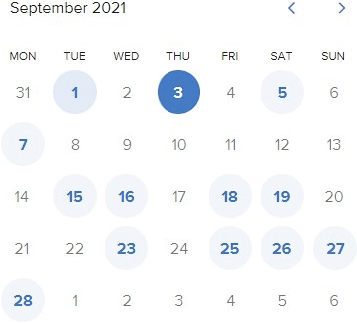 September 2021 < >
MON TUE WED THU FRI SAT SUN
31 1 2 3 4 5 6
7 8 9 10 11 12 13
14 15 16 17 18 19 20
21 22 23 24 25 26 27
28 1 2 3 4 5 6